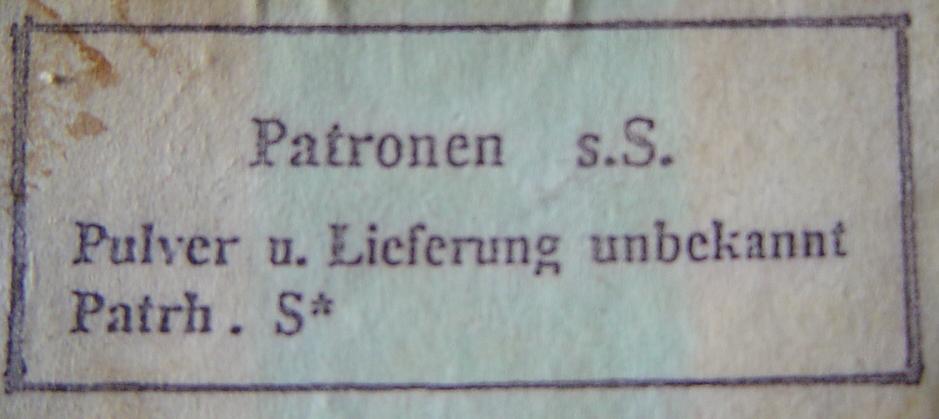 Patronen s.S.
Pulver u. Lieferung unbekannt
Patrh. S*